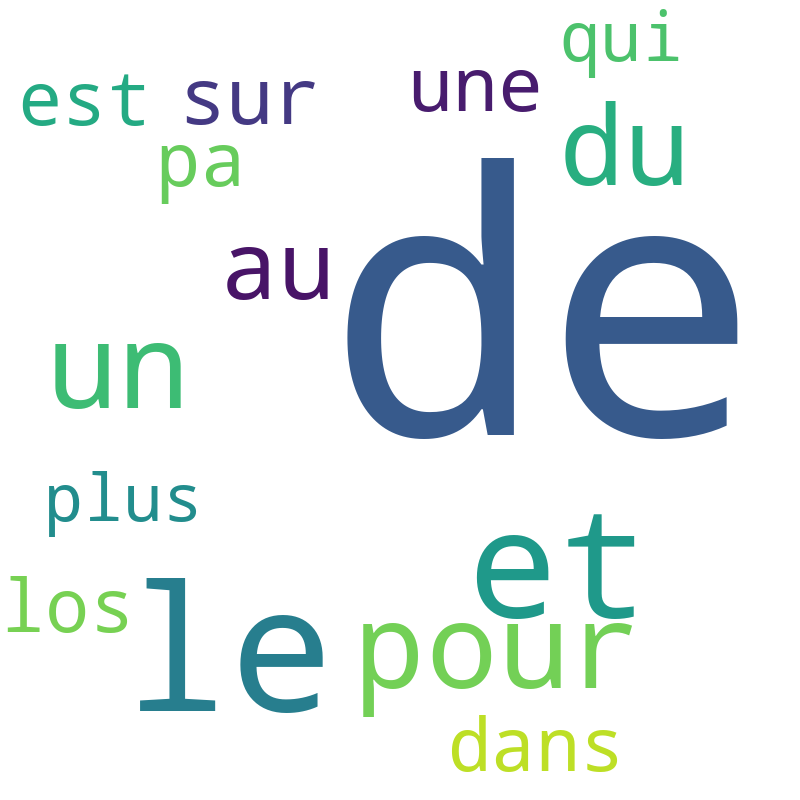 qui
une
est sur
du
pa
de
au
un
plus
et
los
le
pour
dans